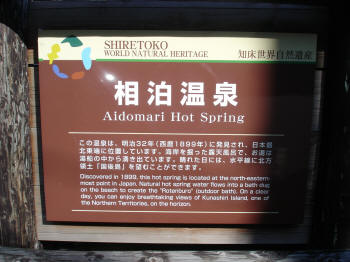 SHIRETOKO
WORLD NATURAL HERITAGE
知床世界自然遺産
相泊温泉
Aidomari Hot Spring
この温泉は、明治32年(西暦1899年)に発見され、日本最
北東端に位置しています。海岸を掘った露天風呂で、お湯は
湯船の中から湧き出ています。晴れた日には、水平線に北方
領土「国後島」を望むことができます。
Discovered in 1899, this hot spring is located at the north-eastern-
most point in Japan. Natural hot spring water flows into a bath dug
on the beach to create the "Rotenburo" (outdoor bath). On a clear
day, you can enjoy breathtaking views of Kunashiri Island, one of
the Northern Territories, on the horizon.